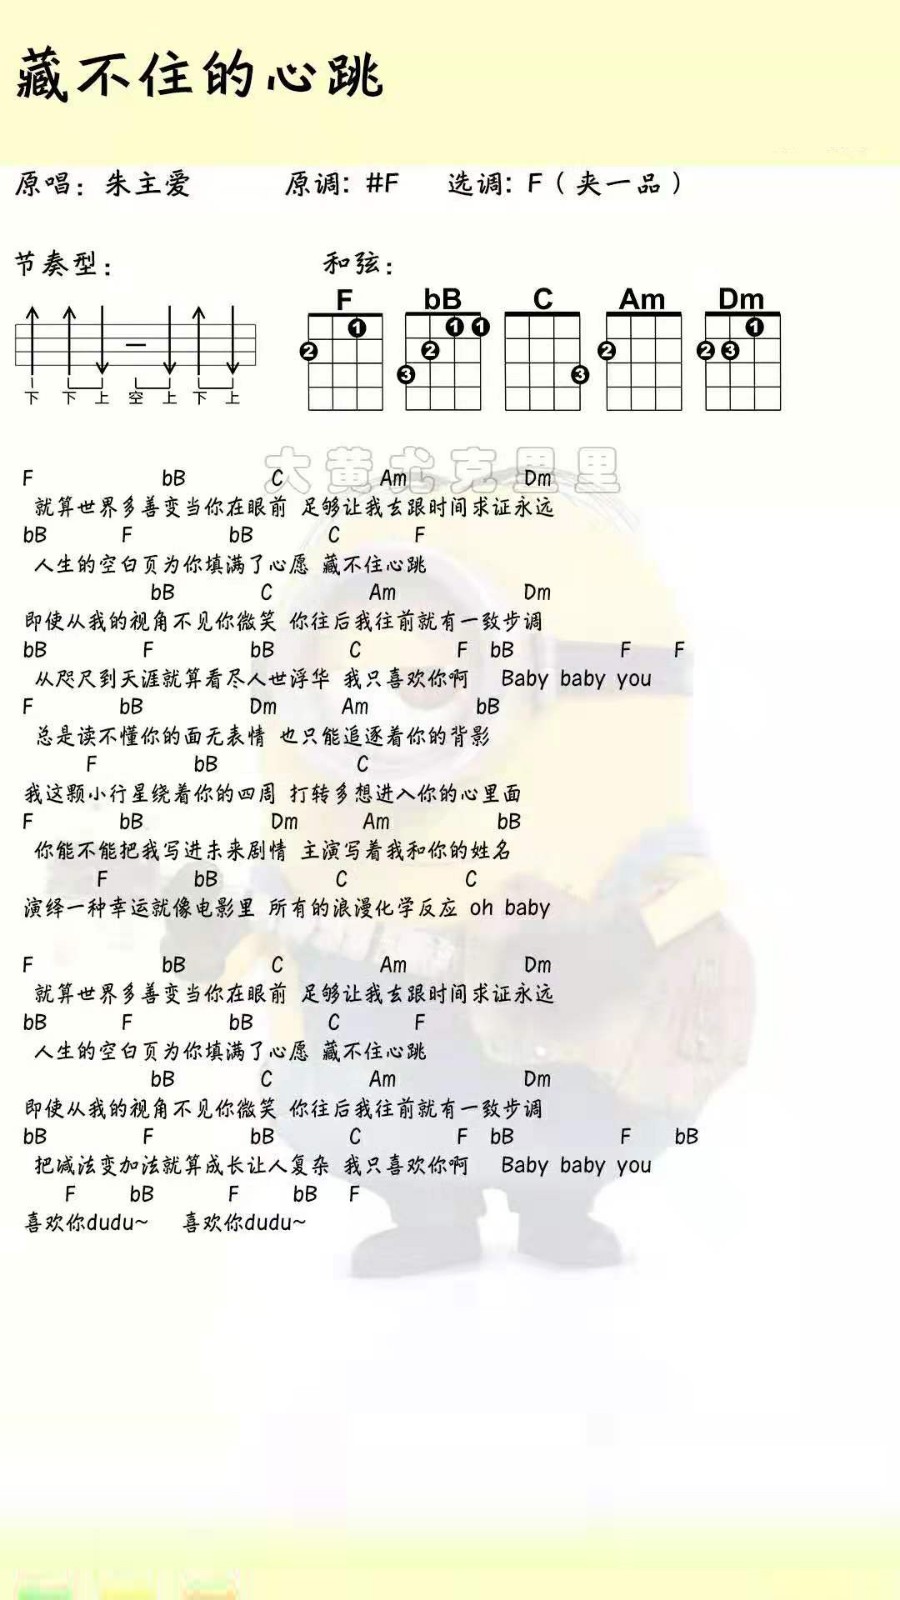 藏不住的心跳
原唱：朱主爱 原调: #F 选调: F（夹一品）
节奏型： 和弦：
F bB C Am Dm
下 下 上 空 上 下 上
大黄尤克里里
F bB C Am Dm
就算世界多善变当你在眼前 足够让我去跟时间求证永远
bB F bB C F
人生的空白页为你填满了心愿 藏不住心跳
bB C Am Dm
即使从我的视角不见你微笑 你往后我往前就有一致步调
bB F bB C F bB F F
从咫尺到天涯就算看尽人世浮华 我只喜欢你啊 Baby baby you
F bB Dm Am bB
总是读不懂你的面无表情 也只能追逐着你的背影
F bB C
我这颗小行星绕着你的四周 打转多想进入你的心里面
F bB Dm Am bB
你能不能把我写进未来剧情 主演写着我和你的姓名
F bB C C
演绎一种幸运就像电影里 所有的浪漫化学反应 oh baby
F bB C Am Dm
就算世界多善变当你在眼前 足够让我去跟时间求证永远
bB F bB C F
人生的空白页为你填满了心愿 藏不住心跳
bB C Am Dm
即使从我的视角不见你微笑 你往后我往前就有一致步调
bB F bB C F bB F bB
把减法变加法就算成长让人复杂 我只喜欢你啊 Baby baby you
F bB F bB F
喜欢你dudu~ 喜欢你dudu~